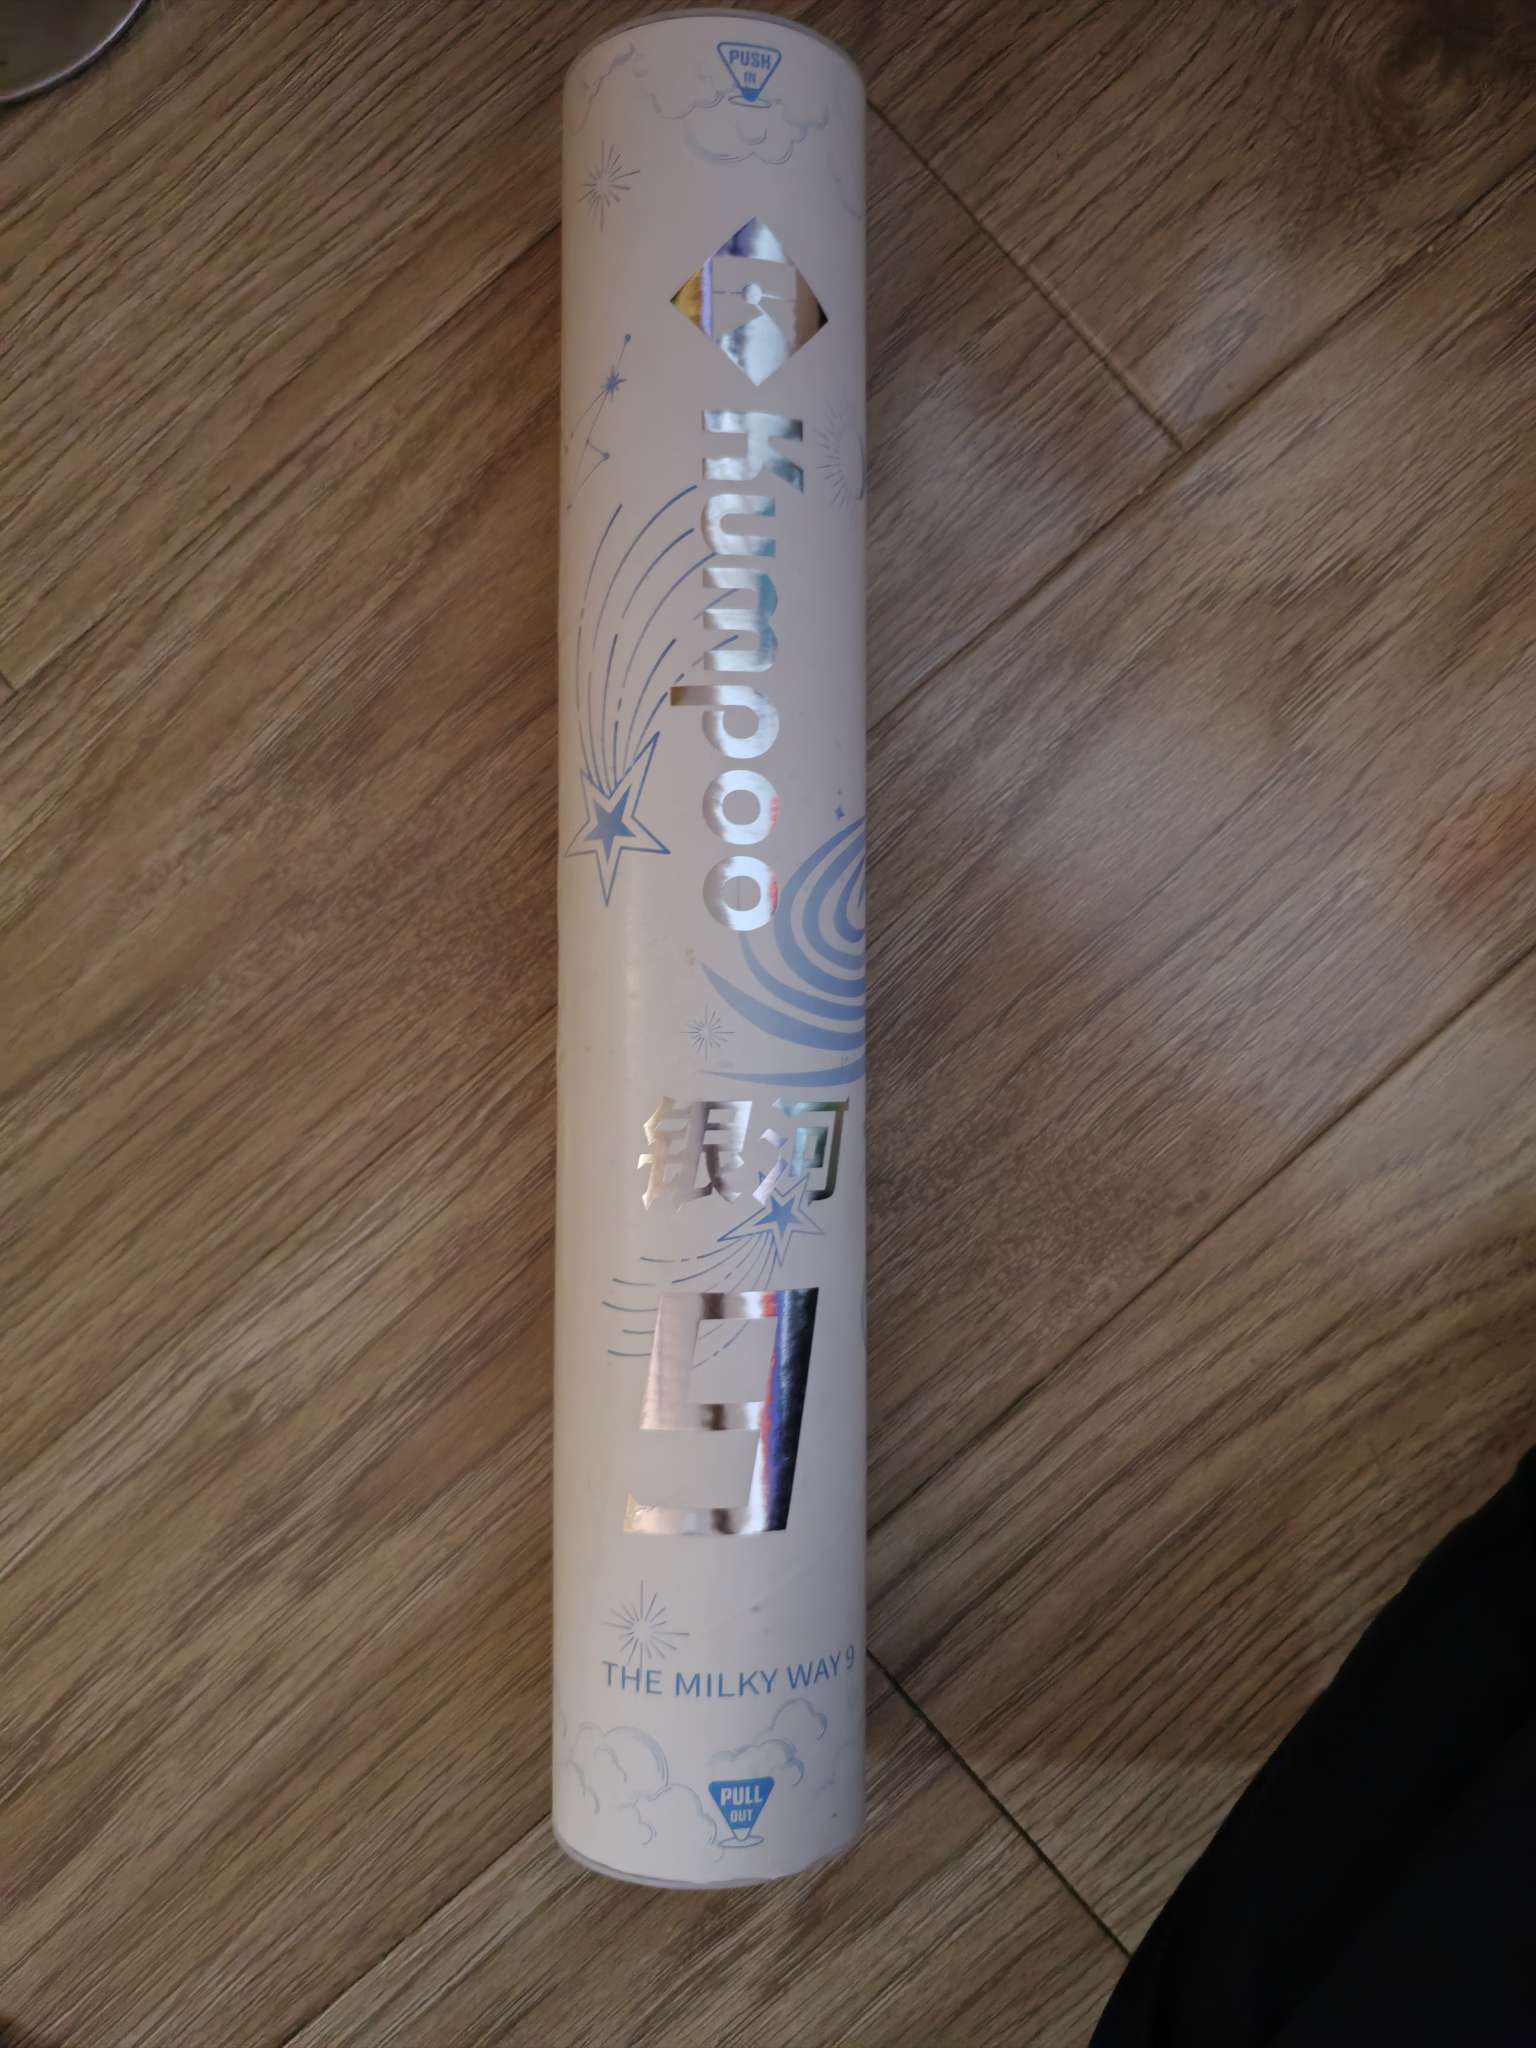 PUSH
IN
Kumpoo
银河
9
THE MILKY WAY 9
PULL
OUT